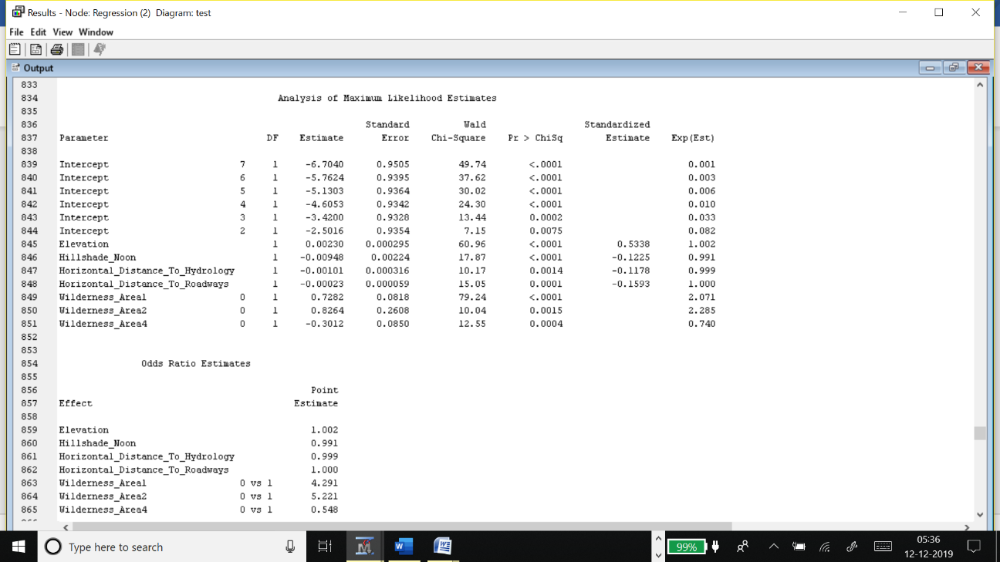 Results - Node: Regression (2) Diagram: test
File Edit View Window
Output
833
834 Analysis of Maximum Likelihood Estimates
835
836 Standard Wald Standardized
837 Parameter DF Estimate Error Chi-Square Pr > ChiSq Estimate Exp(Est)
838
839 Intercept 7 1 -6.7040 0.9505 49.74 <.0001 0.001
840 Intercept 6 1 -5.7624 0.9395 37.62 <.0001 0.003
841 Intercept 5 1 -5.1303 0.9364 30.02 <.0001 0.006
842 Intercept 4 1 -4.6053 0.9342 24.30 <.0001 0.010
843 Intercept 3 1 -3.4200 0.9328 13.44 0.0002 0.033
844 Intercept 2 1 -2.5016 0.9354 7.15 0.0075 0.082
845 Elevation 1 0.00230 0.000295 60.96 <.0001 0.5338 1.002
846 Hillshade_Noon 1 -0.00948 0.00224 17.87 <.0001 -0.1225 0.991
847 Horizontal_Distance_To_Hydrology 1 -0.00101 0.000316 10.17 0.0014 -0.1178 0.999
848 Horizontal_Distance_To_Roadways 1 -0.00023 0.000059 15.05 0.0001 -0.1593 1.000
849 Wilderness_Area1 0 1 0.7282 0.0818 79.24 <.0001 2.071
850 Wilderness_Area2 0 1 0.8264 0.2608 10.04 0.0015 2.285
851 Wilderness_Area4 0 1 -0.3012 0.0850 12.55 0.0004 0.740
852
853
854 Odds Ratio Estimates
855
856 Point
857 Effect Estimate
858
859 Elevation 1.002
860 Hillshade_Noon 0.991
861 Horizontal_Distance_To_Hydrology 0.999
862 Horizontal_Distance_To_Roadways 1.000
863 Wilderness_Area1 0 vs 1 4.291
864 Wilderness_Area2 0 vs 1 5.221
865 Wilderness_Area4 0 vs 1 0.548
Type here to search
99%
05:36
12-12-2019